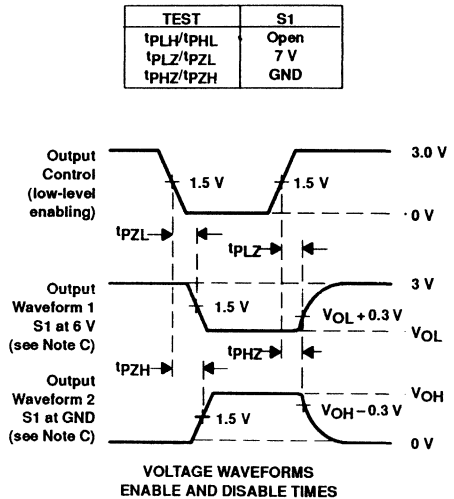 TEST S1
tPLH/tPHL Open
tPLZ/tPZL 7 V
tPHZ/tPZH GND
Output
Control
(low-level
enabling)
3.0 V
1.5 V 1.5 V
0 V
tPZL
tPLZ
Output
Waveform 1
S1 at 6 V
(see Note C)
3 V
1.5 V
VOL + 0.3 V
VOL
tPHZ
tPZH
Output
Waveform 2
S1 at GND
(see Note C)
VOH
1.5 V
VOH – 0.3 V
0 V
VOLTAGE WAVEFORMS
ENABLE AND DISABLE TIMES